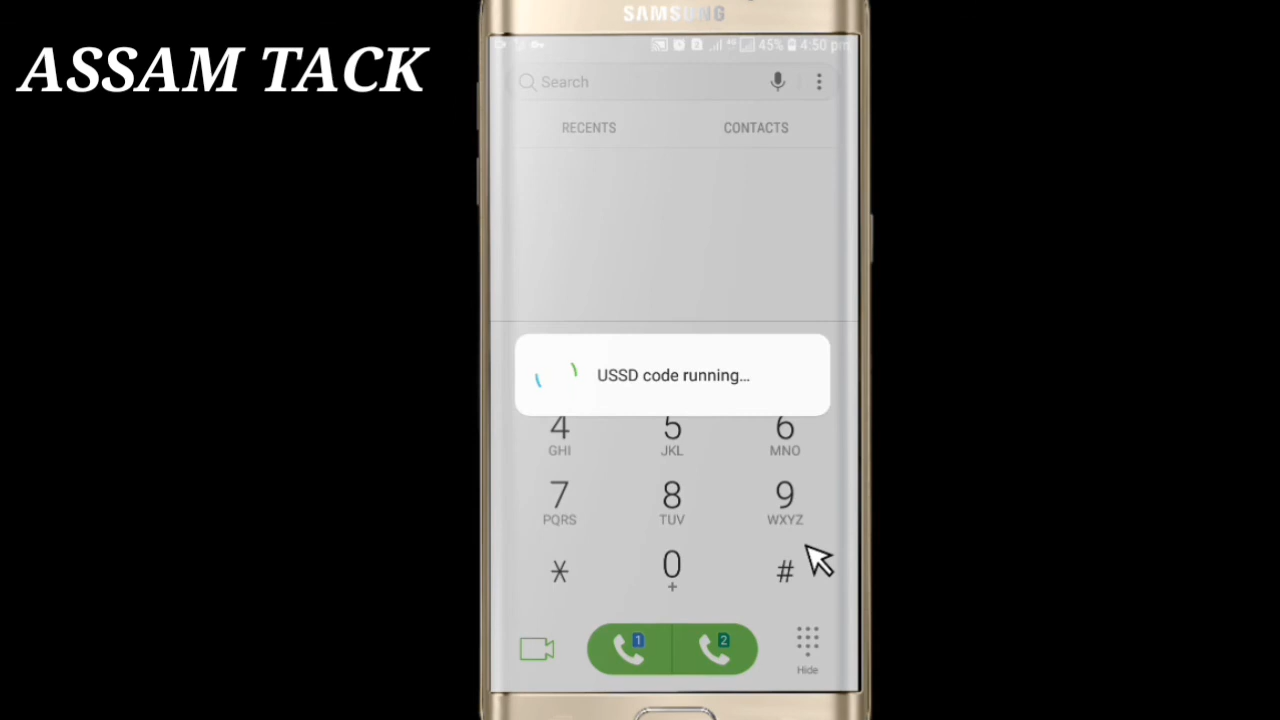 ASSAM TACK
SAMSUNG
45% 4:50 pm
Search
RECENTS
CONTACTS
USSD code running...
4
GHI
5
JKL
6
MNO
7
PQRS
8
TUV
9
WXYZ
*
0
+
#
1
2
Hide